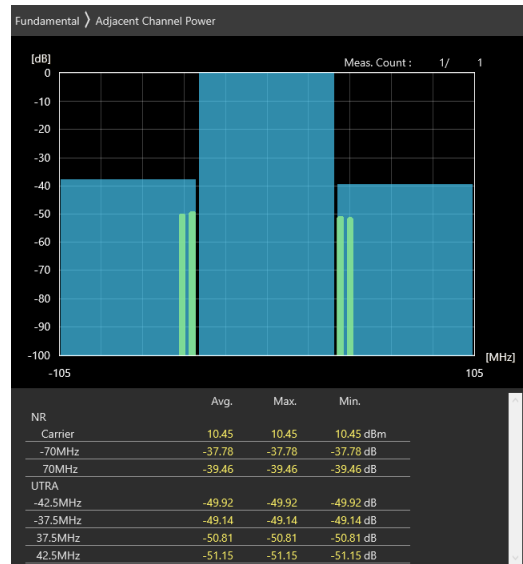 Fundamental 〉 Adjacent Channel Power
[dB]
Meas. Count : 1/ 1
0
-10
-20
-30
-40
-50
-60
-70
-80
-90
-100
[MHz]
-105 105
Avg. Max. Min.
NR
Carrier 10.45 10.45 10.45 dBm
-70MHz -37.78 -37.78 -37.78 dB
70MHz -39.46 -39.46 -39.46 dB
UTRA
-42.5MHz -49.92 -49.92 -49.92 dB
-37.5MHz -49.14 -49.14 -49.14 dB
37.5MHz -50.81 -50.81 -50.81 dB
42.5MHz -51.15 -51.15 -51.15 dB